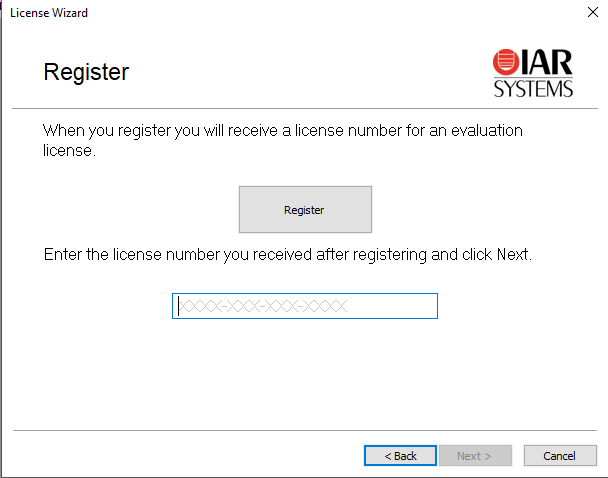 License Wizard
Register
IAR
SYSTEMS
When you register you will receive a license number for an evaluation
license.
Register
Enter the license number you received after registering and click Next.
XXXX-XXX-XXX-XXXX
< Back
Next >
Cancel